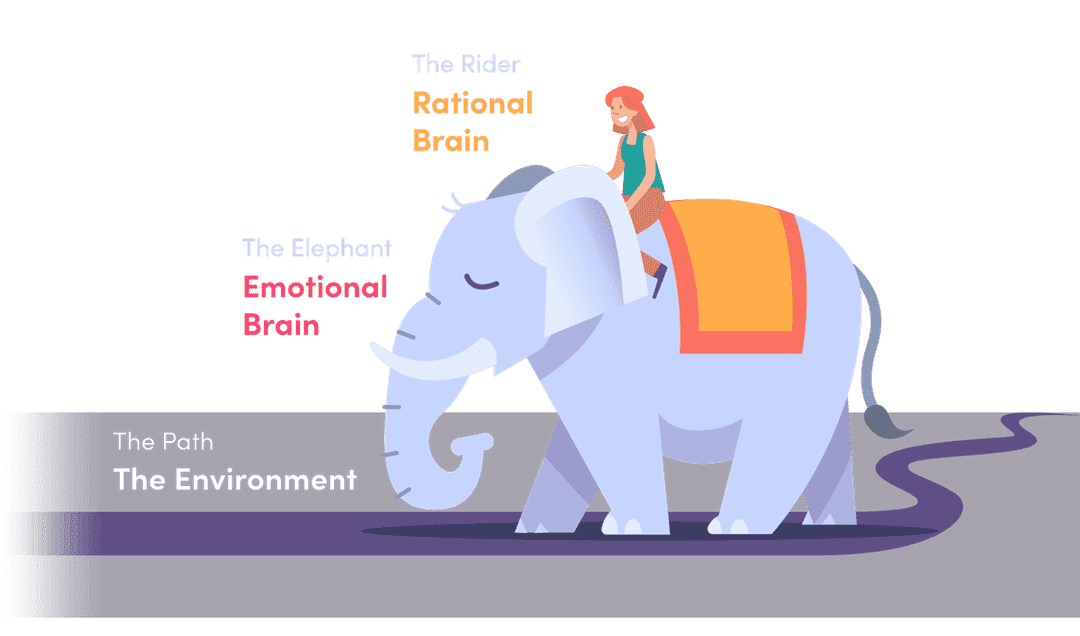 The Rider
Rational
Brain
The Elephant
Emotional
Brain
The Path
The Environment